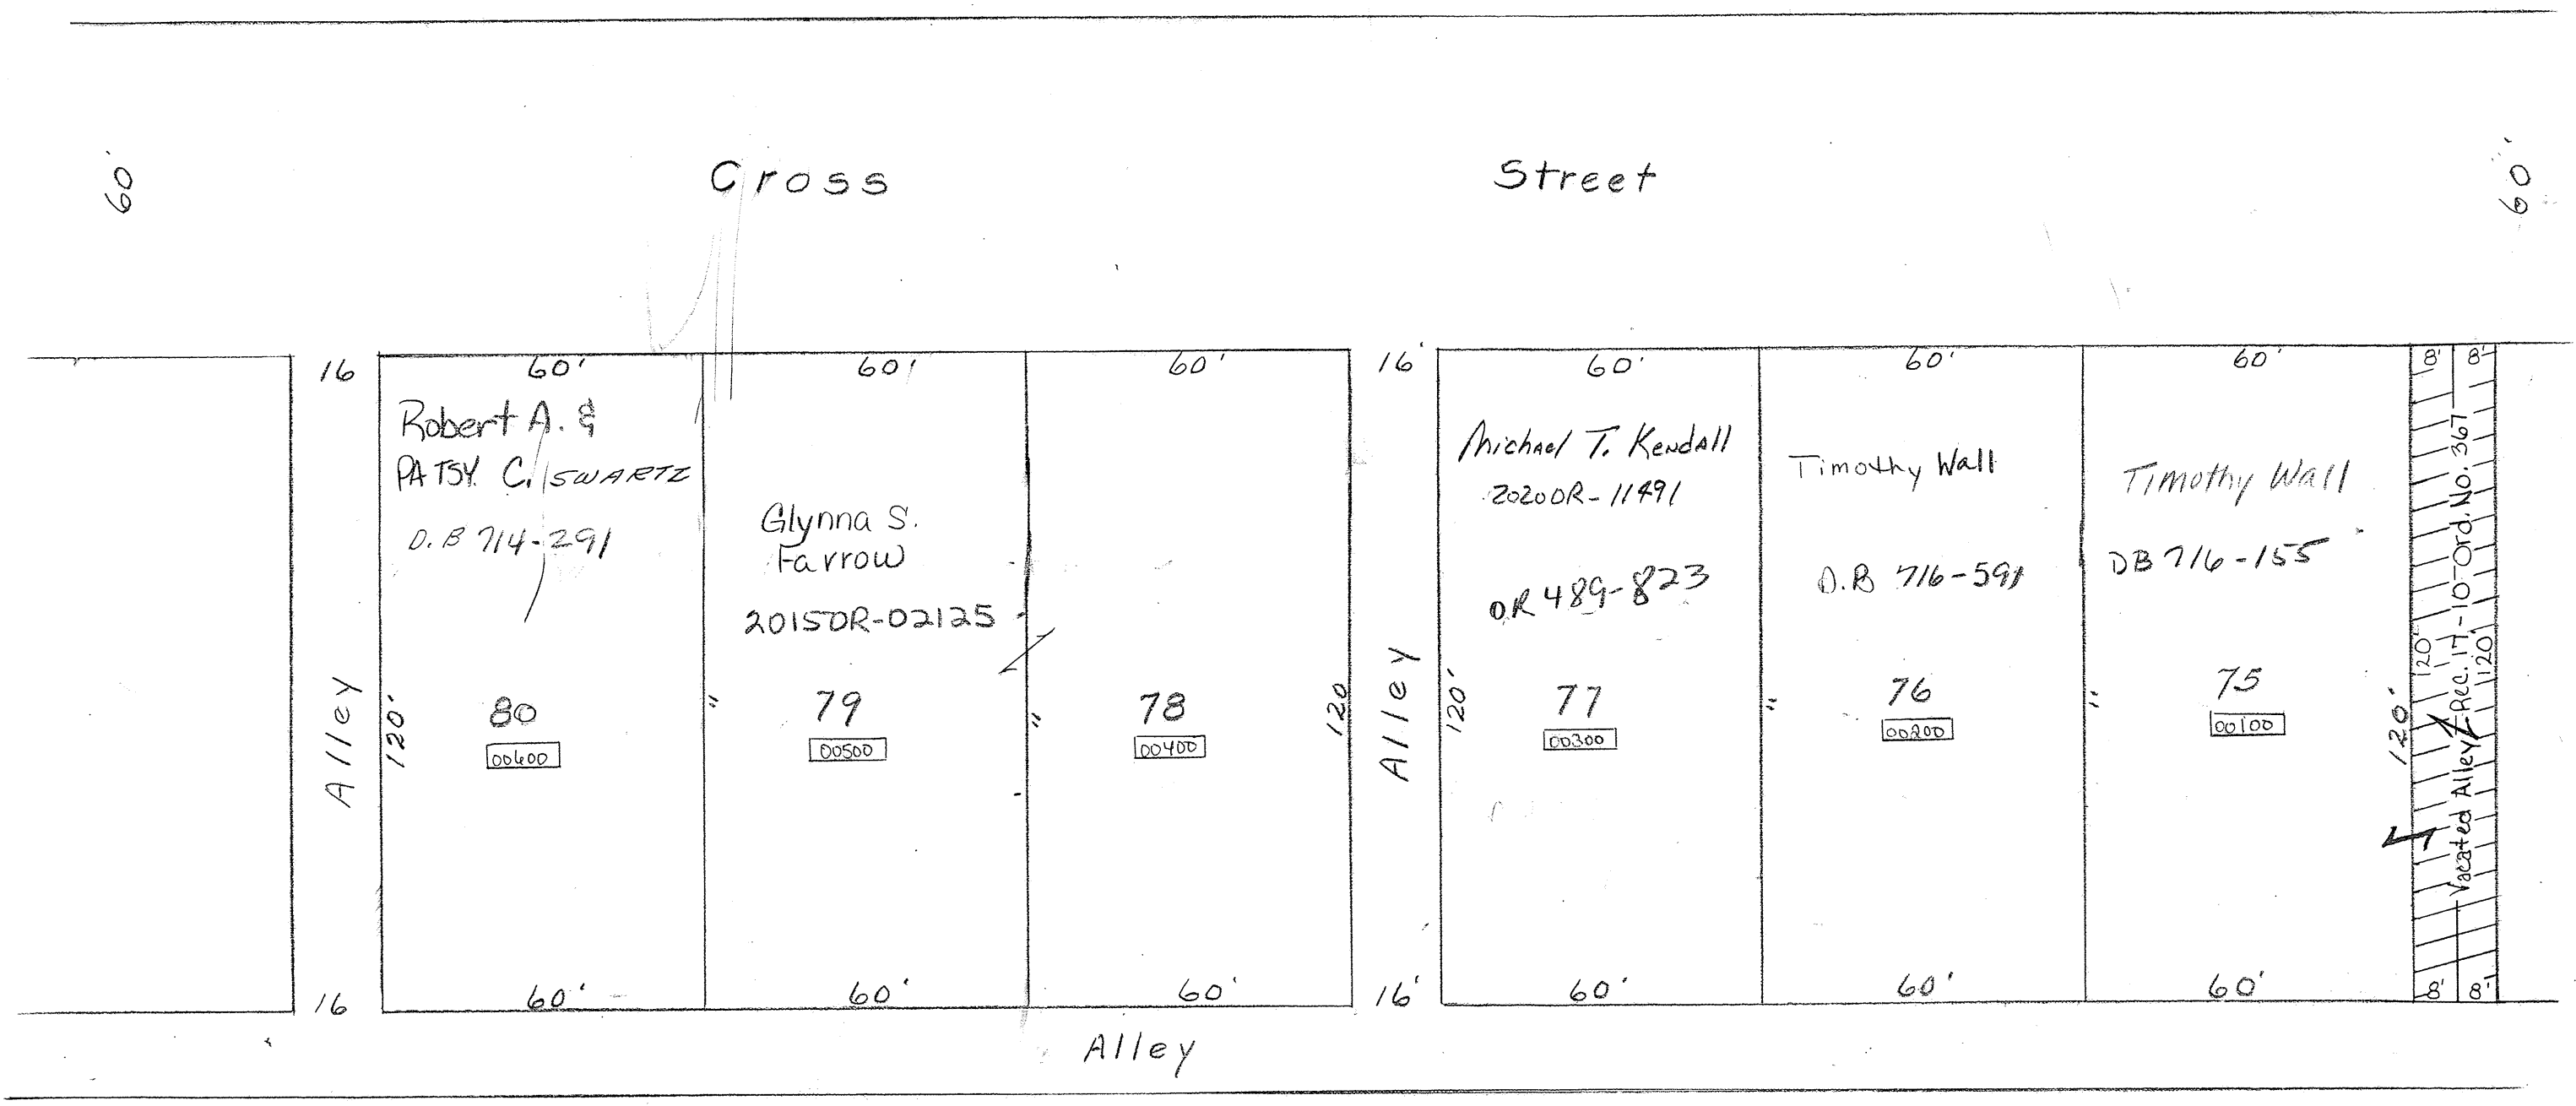 60'
Cross Street
60'
16
60'
60'
60'
16'
60'
60'
60'
8'
8'
Robert A. &
PATSY C. SWARTZ
D.B 714-291
120'
80
00600
Glynna S.
Farrow
2015OR-02125
"
79
00500
"
78
00400
120
Michael T. Kendall
2020OR-11491
OR 489-823
120'
77
00300
Timothy Wall
D.B 716-591
"
76
00200
Timothy Wall
DB 716-155
"
75
00100
120'
120'
Vacated Alley Rec. 17-10-Ord. No. 367
120'
Alley
Alley
16
60'
60'
60'
16'
60'
60'
60'
8'
8'
Alley